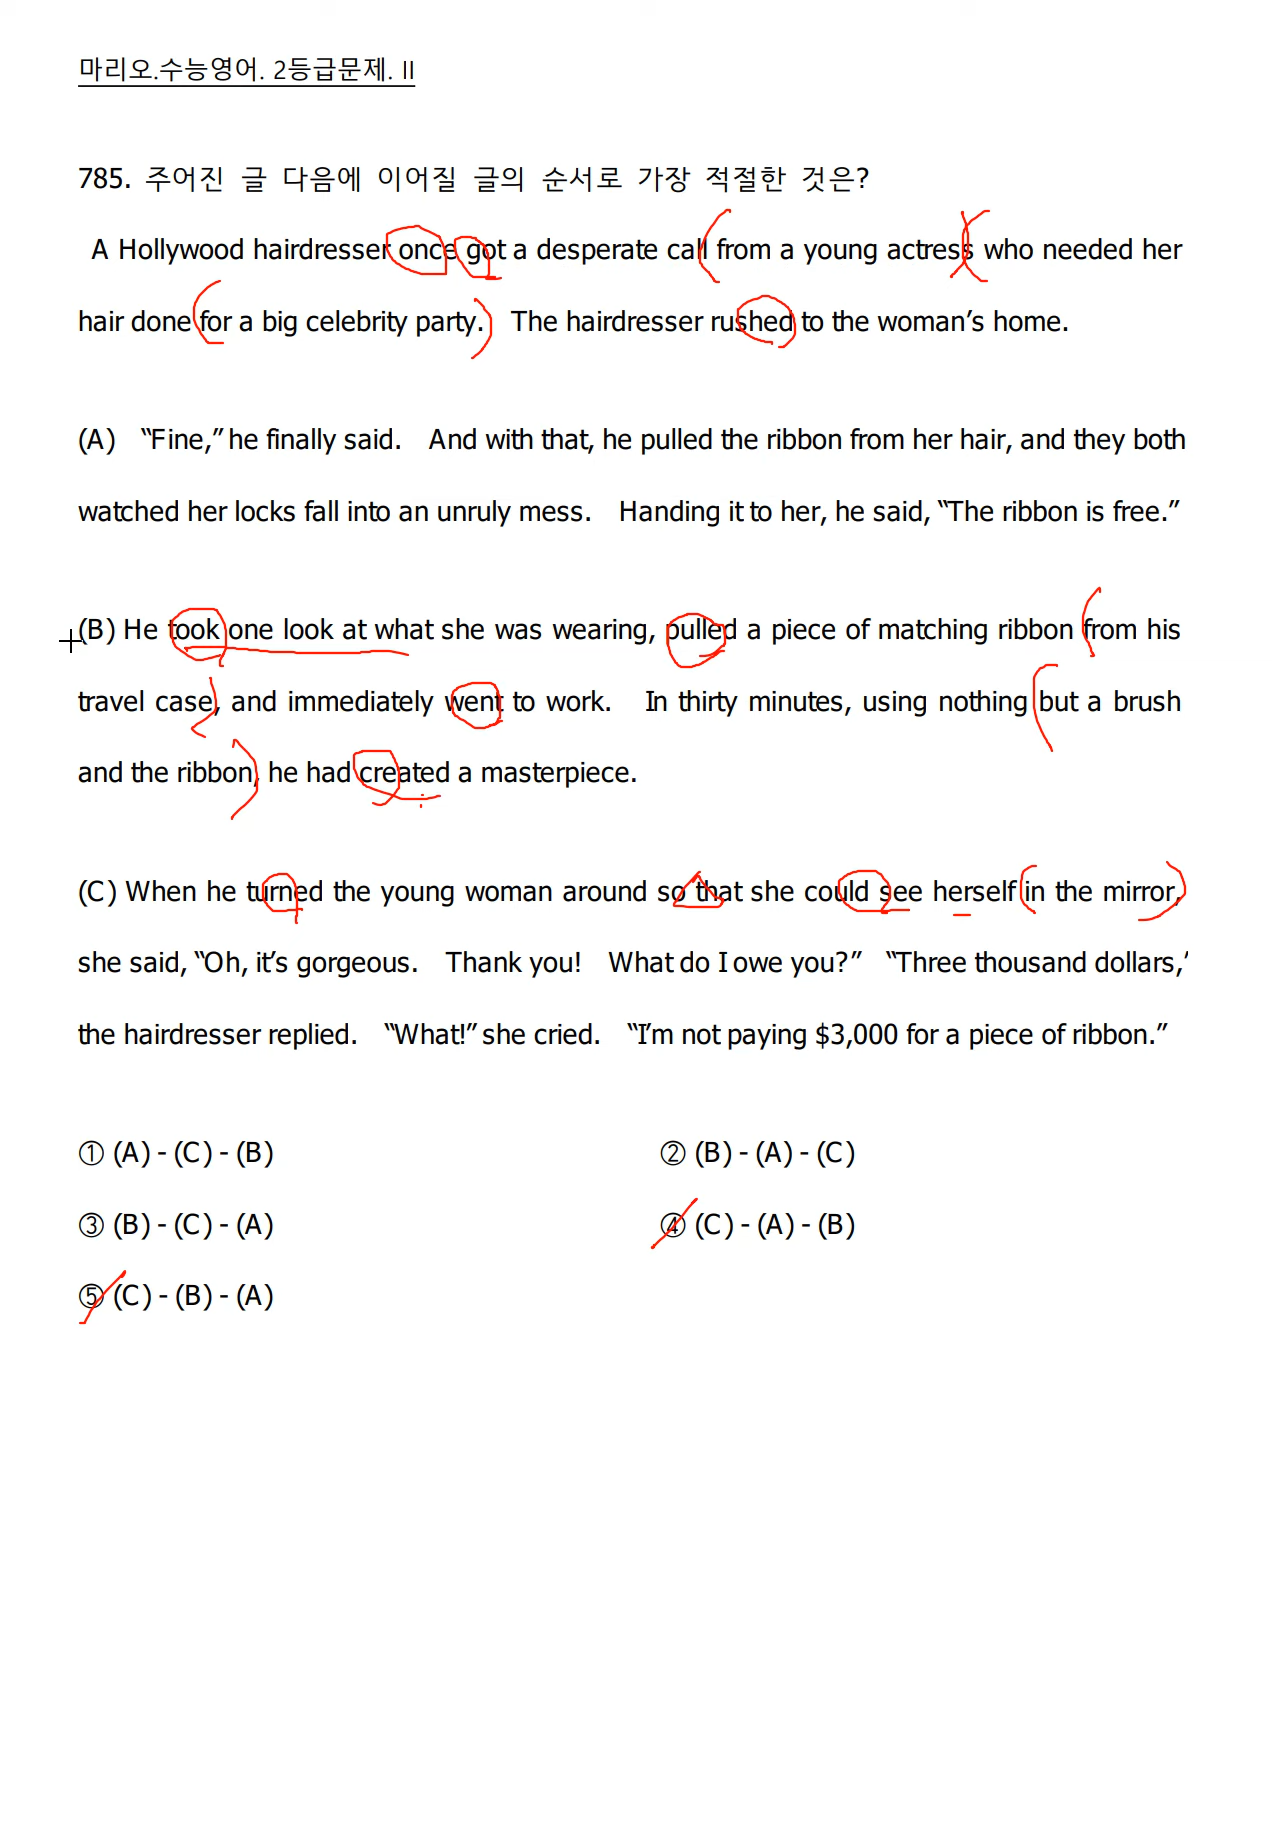 마리오.수능영어. 2등급문제. II
785. 주어진 글 다음에 이어질 글의 순서로 가장 적절한 것은?
A Hollywood hairdresser once got a desperate call from a young actress who needed her
hair done for a big celebrity party. The hairdresser rushed to the woman’s home.
(A) “Fine,” he finally said. And with that, he pulled the ribbon from her hair, and they both
watched her locks fall into an unruly mess. Handing it to her, he said, “The ribbon is free.”
(B) He took one look at what she was wearing, pulled a piece of matching ribbon from his
travel case, and immediately went to work. In thirty minutes, using nothing but a brush
and the ribbon, he had created a masterpiece.
(C) When he turned the young woman around so that she could see herself in the mirror,
she said, “Oh, it’s gorgeous. Thank you! What do I owe you?” “Three thousand dollars,”
the hairdresser replied. “What!” she cried. “I’m not paying $3,000 for a piece of ribbon.”
① (A) - (C) - (B) ② (B) - (A) - (C)
③ (B) - (C) - (A) ④ (C) - (A) - (B)
⑤ (C) - (B) - (A)